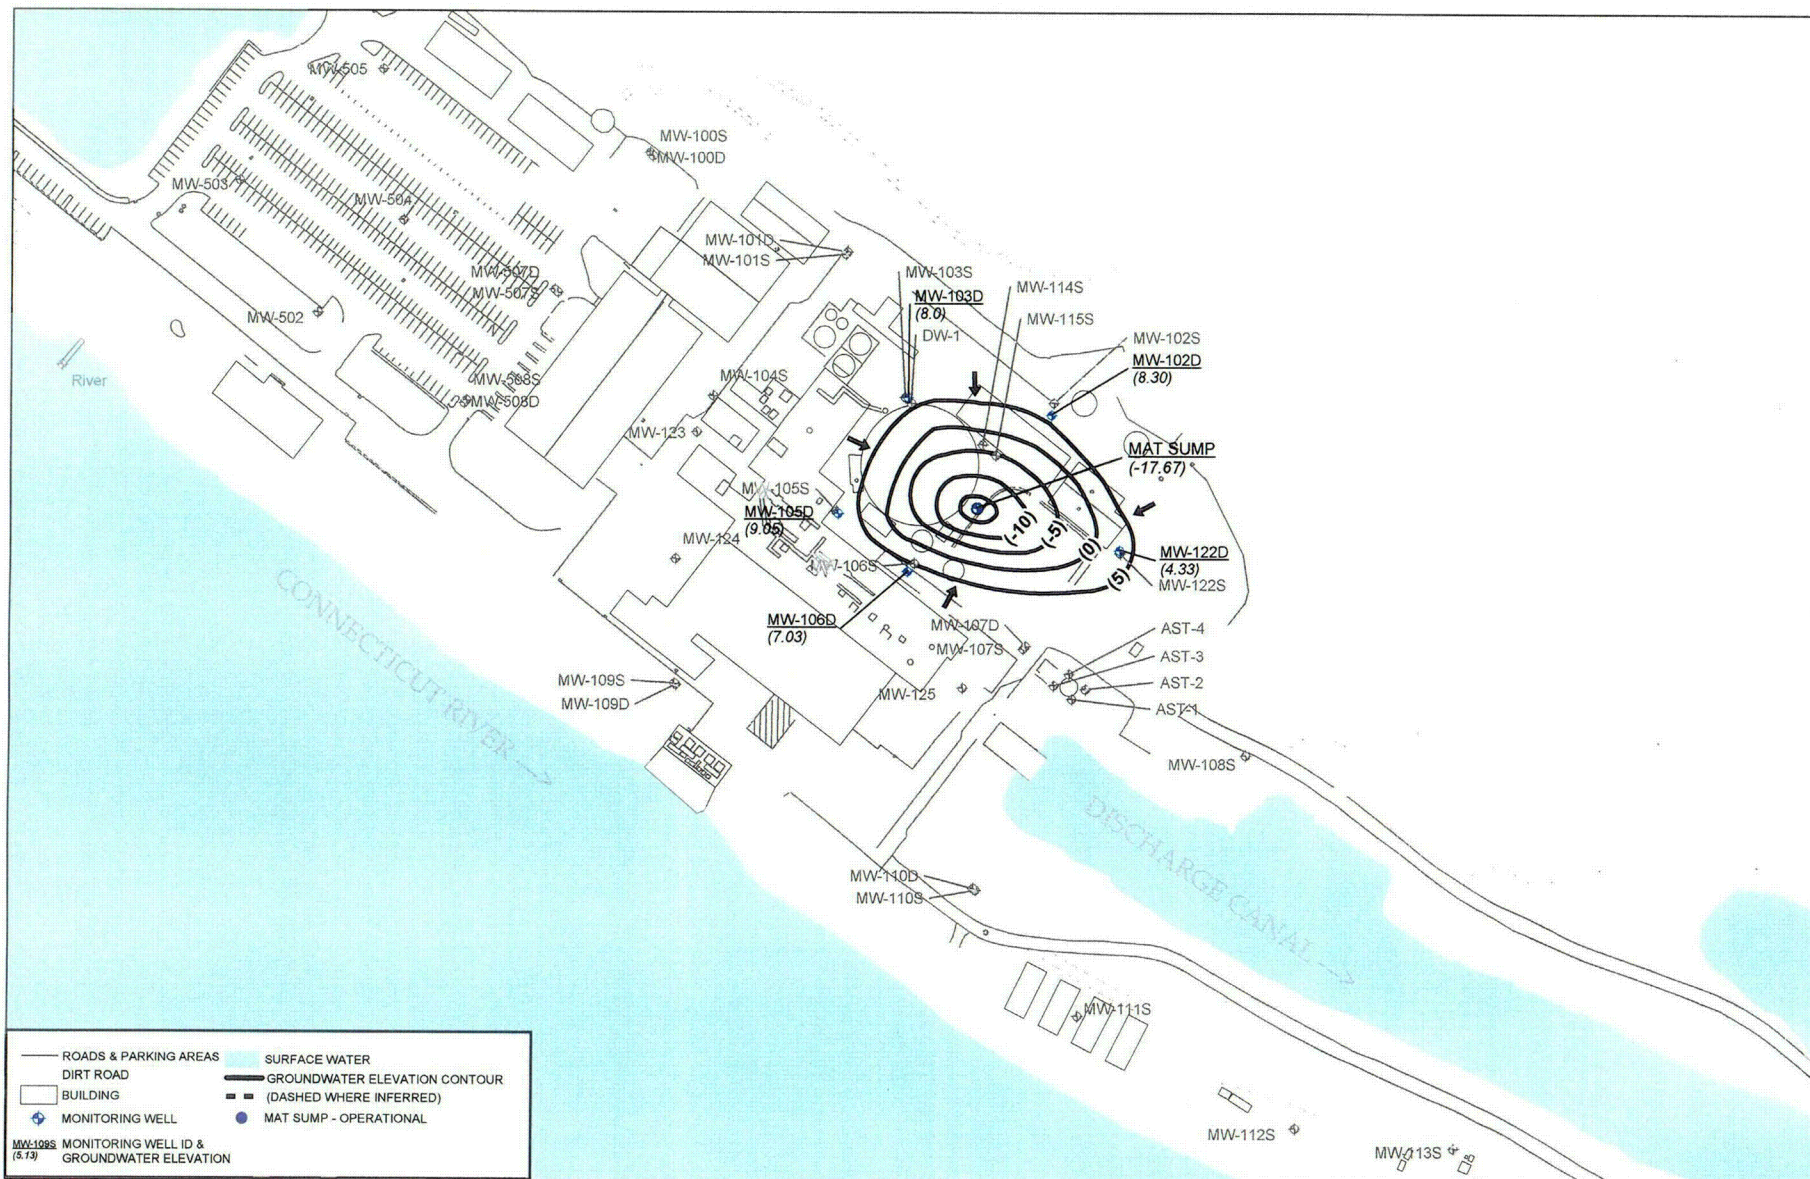 MW-505
MW-100S
MW-100D
MW-503
MW-504
MW-101D
MW-101S
MW-507D
MW-507S
MW-502
MW-103S
MW-103D
(8.0)
DW-1
MW-114S
MW-115S
MW-102S
MW-102D
(8.30)
River
MW-508S
MW-508D
MW-104S
MW-123
MAT SUMP
(-17.67)
MW-105S
MW-105D
(9.05)
MW-124
MW-106S
(-10)
(-5)
(0)
(5)
MW-122D
(4.33)
MW-122S
MW-106D
(7.03)
MW-107D
MW-107S
AST-4
AST-3
AST-2
AST-1
MW-109S
MW-109D
MW-125
CONNECTICUT RIVER --->
MW-108S
DISCHARGE CANAL --->
MW-110D
MW-110S
MW-111S
MW-112S
MW-113S
ROADS & PARKING AREAS
DIRT ROAD
BUILDING
MONITORING WELL
MW-109S
(5.13)
MONITORING WELL ID &
GROUNDWATER ELEVATION
SURFACE WATER
GROUNDWATER ELEVATION CONTOUR
(DASHED WHERE INFERRED)
MAT SUMP - OPERATIONAL